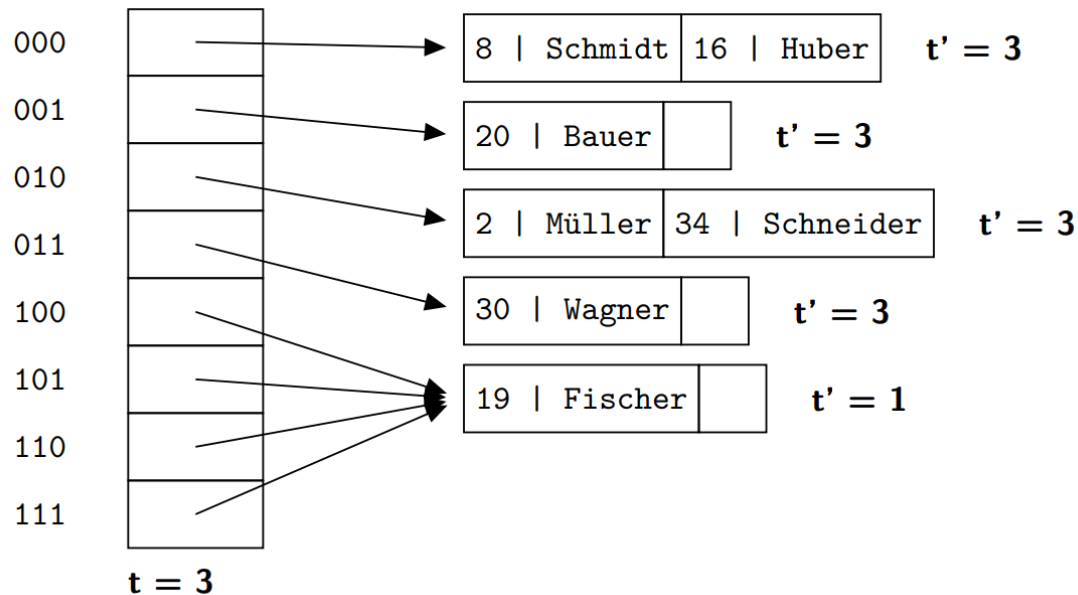 000
8 | Schmidt 16 | Huber t' = 3
001
20 | Bauer t' = 3
010
2 | Müller 34 | Schneider t' = 3
011
30 | Wagner t' = 3
100
101
19 | Fischer t' = 1
110
111
t = 3